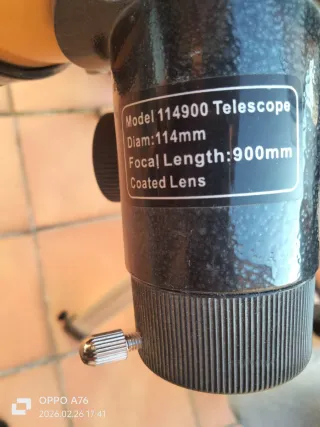 Model 114900 Telescope
Diam:114mm
Focal Length:900mm
Coated Lens
OPPO A76
2026.02.26 17:41